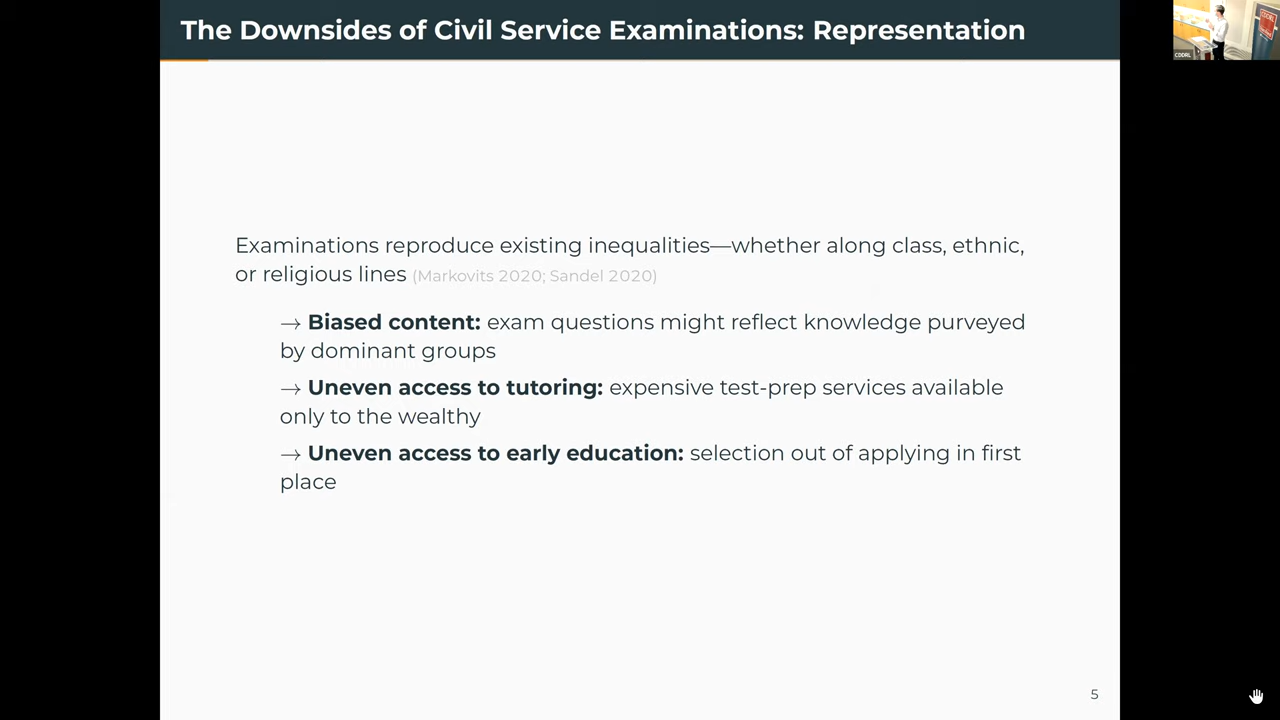 The Downsides of Civil Service Examinations: Representation
CDDRL
Examinations reproduce existing inequalities—whether along class, ethnic,
or religious lines (Markovits 2020; Sandel 2020)
→ Biased content: exam questions might reflect knowledge purveyed
by dominant groups
→ Uneven access to tutoring: expensive test-prep services available
only to the wealthy
→ Uneven access to early education: selection out of applying in first
place
5